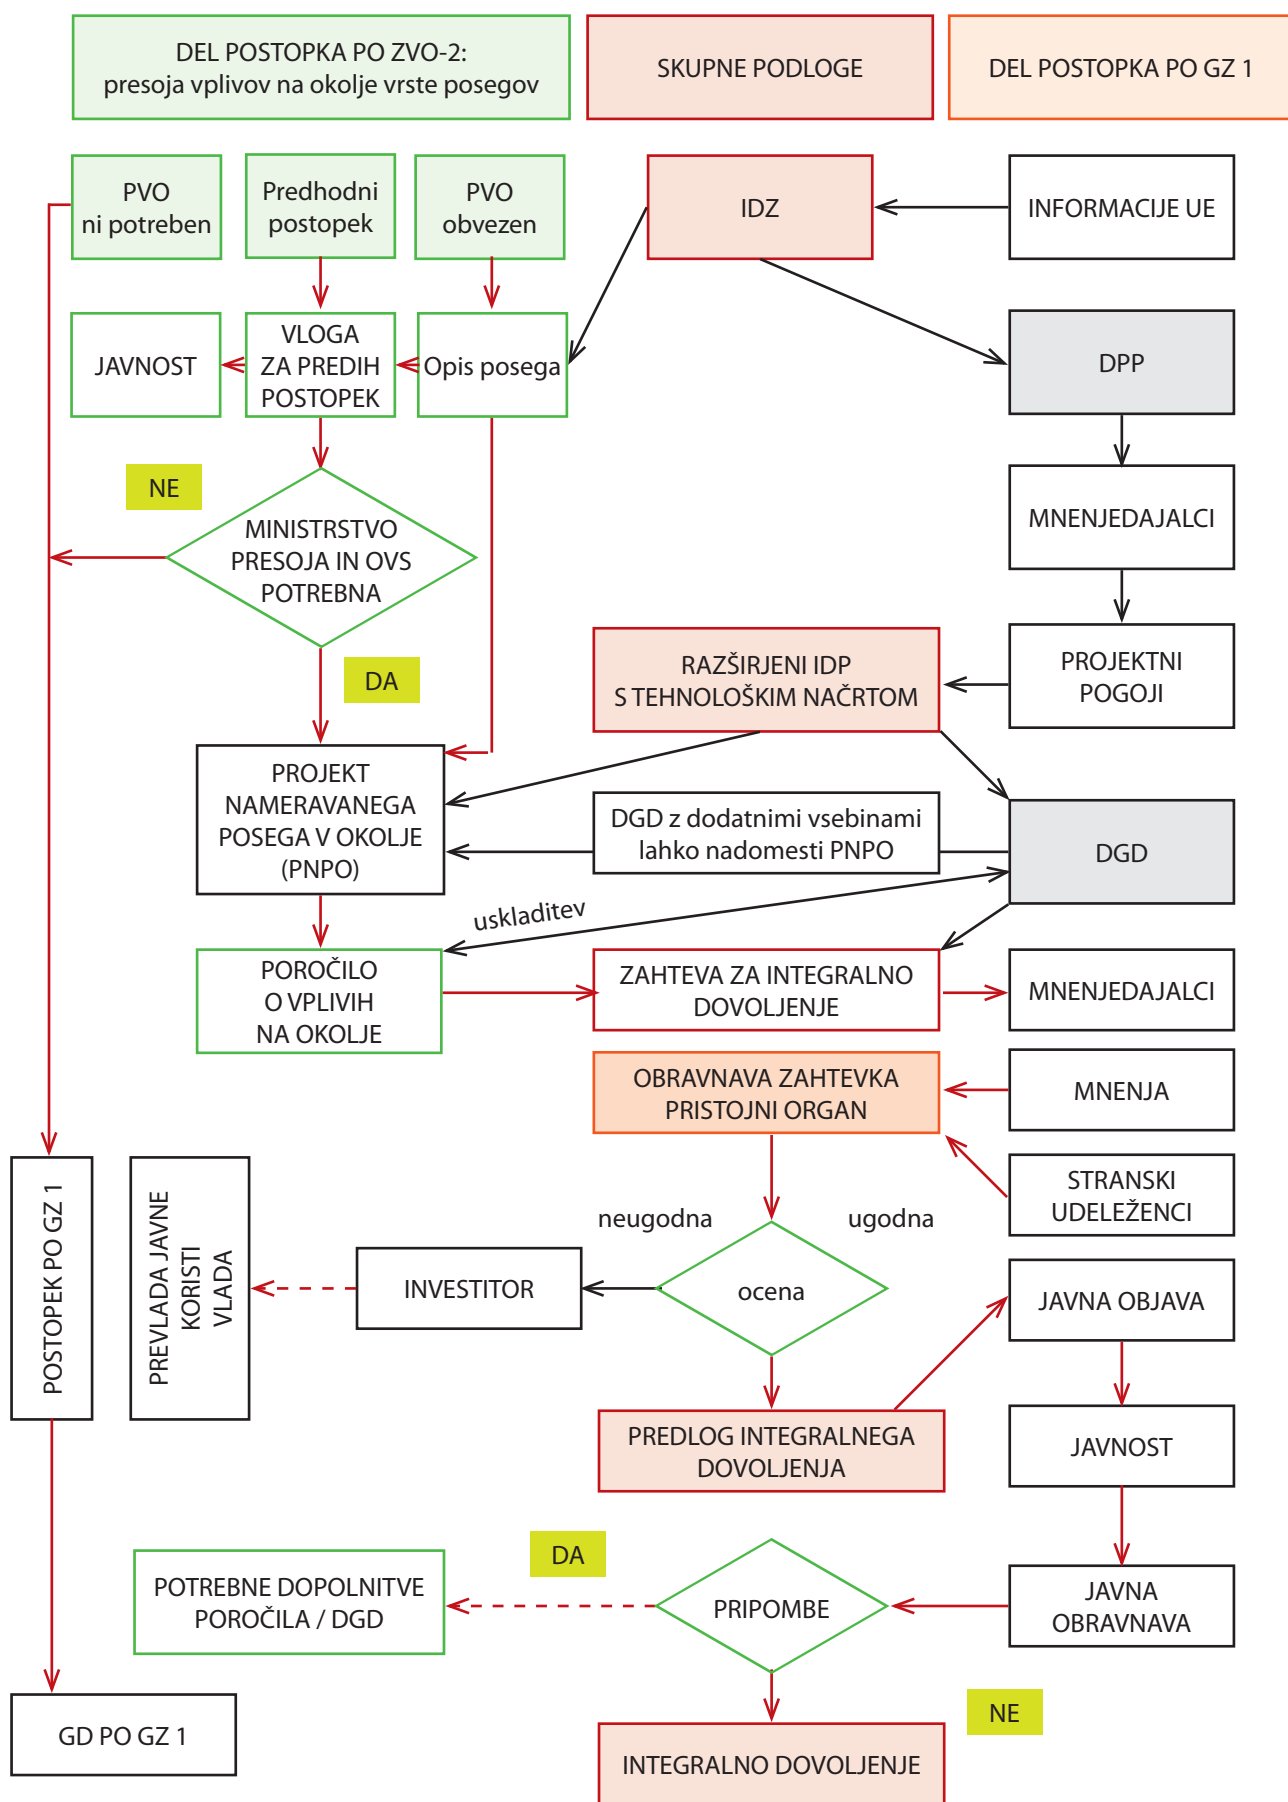 DEL POSTOPKA PO ZVO-2:
presoja vplivov na okolje vrste posegov
SKUPNE PODLOGE
DEL POSTOPKA PO GZ 1
PVO
ni potreben
Predhodni
postopek
PVO
obvezen
IDZ
INFORMACIJE UE
JAVNOST
VLOGA
ZA PREDIH
POSTOPEK
Opis posega
DPP
NE
MINISTRSTVO
PRESOJA IN OVS
POTREBNA
MNENJEDAJALCI
DA
RAZŠIRJENI IDP
S TEHNOLOŠKIM NAČRTOM
PROJEKTNI
POGOJI
PROJEKT
NAMERAVANEGA
POSEGA V OKOLJE
(PNPO)
DGD z dodatnimi vsebinami
lahko nadomesti PNPO
DGD
uskladitev
POROČILO
O VPLIVIH
NA OKOLJE
ZAHTEVA ZA INTEGRALNO
DOVOLJENJE
MNENJEDAJALCI
OBRAVNAVA ZAHTEVKA
PRISTOJNI ORGAN
MNENJA
STRANSKI
UDELEŽENCI
POSTOPEK PO GZ 1
PREVLADA JAVNE
KORISTI
VLADA
INVESTITOR
neugodna
ugodna
ocena
JAVNA OBJAVA
PREDLOG INTEGRALNEGA
DOVOLJENJA
JAVNOST
DA
POTREBNE DOPOLNITVE
POROČILA / DGD
PRIPOMBE
JAVNA
OBRAVNAVA
NE
GD PO GZ 1
INTEGRALNO DOVOLJENJE